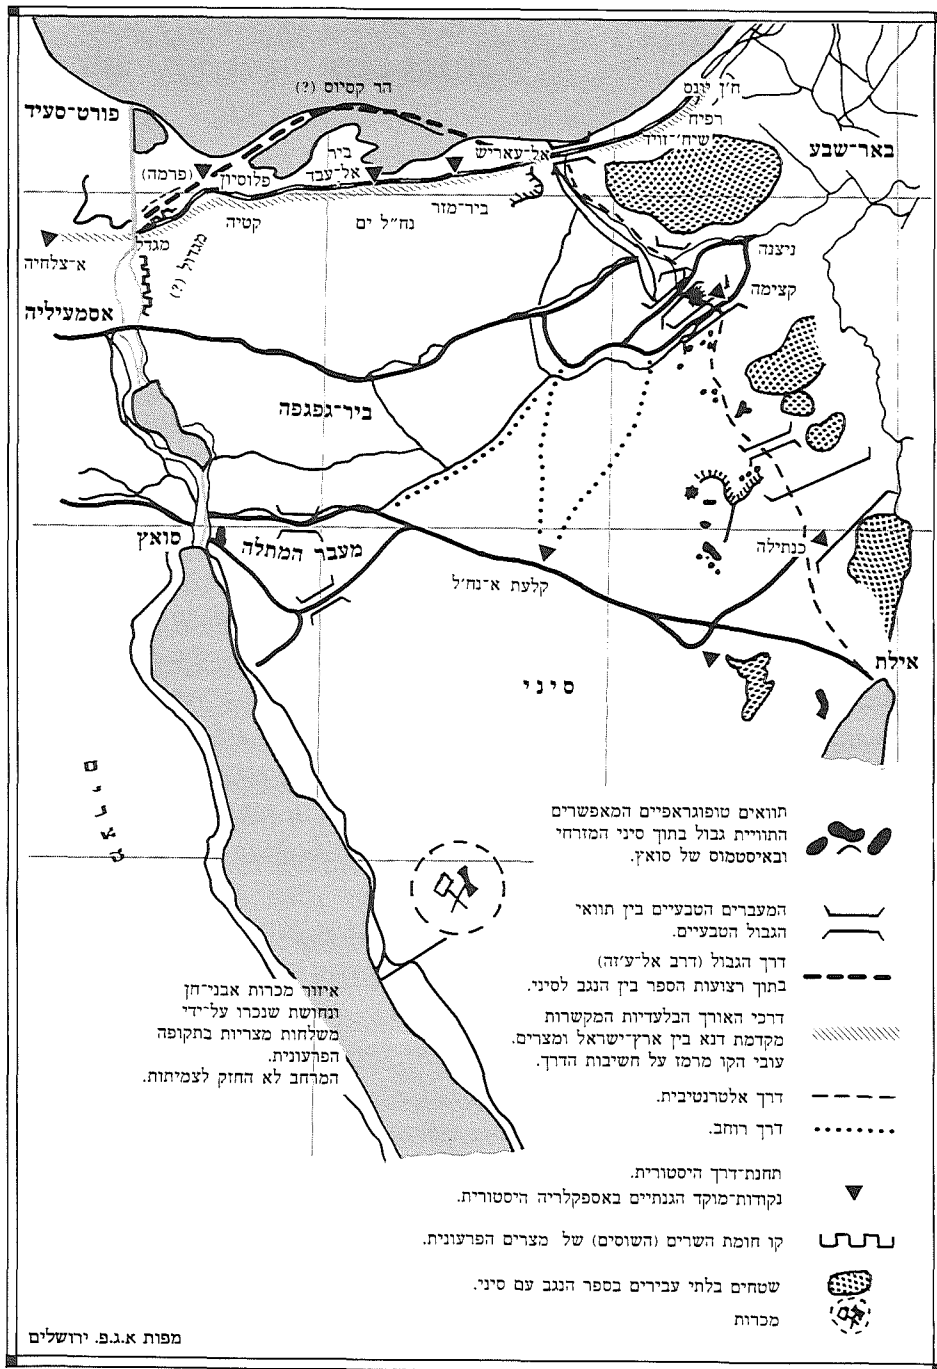 הר קסיוס (?)
ח'ן יונס
רפיח
שיח'-זויד
פורט-סעיד
באר-שבע
אל-עאריש
ביר
אל-עבד
פלוסיון
(פרמה)
ביר-מזר
נח"ל ים
קטיה
מגדל
מגדול (?)
א-צלחיה
ניצנה
קצימה
אסמעיליה
ביר-גפגפה
סואץ
מעבר המתלה
כנתילה
קלעת א-נח'ל
אילת
סיני
מצרים
תוואים טופוגראפיים המאפשרים
התוויית גבול בתוך סיני המזרחי
ובאיסטמוס של סואץ.
המעברים הטבעיים בין תוואי
הגבול הטבעיים.
דרך הגבול (דרב אל-ע'זה)
בתוך רצועות הספר בין הנגב לסיני.
דרכי האורך הבלעדיות המקשרות
מקדמת דנא בין ארץ-ישראל ומצרים.
עובי הקו מרמז על חשיבות הדרך.
דרך אלטרנטיבית.
דרך רוחב.
תחנת-דרך היסטורית.
נקודות-מוקד הגנתיים באספקלריה היסטורית.
קו חומת השרים (השוסים) של מצרים הפרעונית.
שטחים בלתי עבירים בספר הנגב עם סיני.
מכרות
איזור מכרות אבני-חן
ונחושת שנכרו על-ידי
משלחות מצריות בתקופה
הפרעונית.
המרחב לא החזק לצמיתות.
מפות א.ג.פ. ירושלים